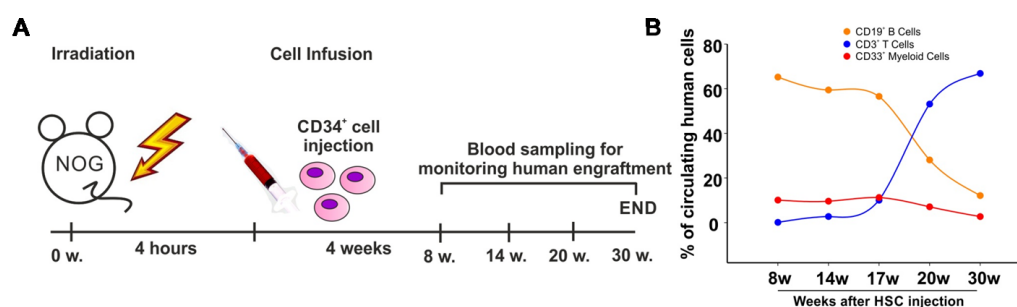 A
Irradiation
Cell Infusion
NOG
CD34⁺ cell
injection
Blood sampling for
monitoring human engraftment
END
4 hours
4 weeks
0 w.
8 w.
14 w.
20 w.
30 w.
B
CD19⁺ B Cells
CD3⁺ T Cells
CD33⁺ Myeloid Cells
% of circulating human cells
80
60
40
20
0
8w
14w
17w
20w
30w
Weeks after HSC injection